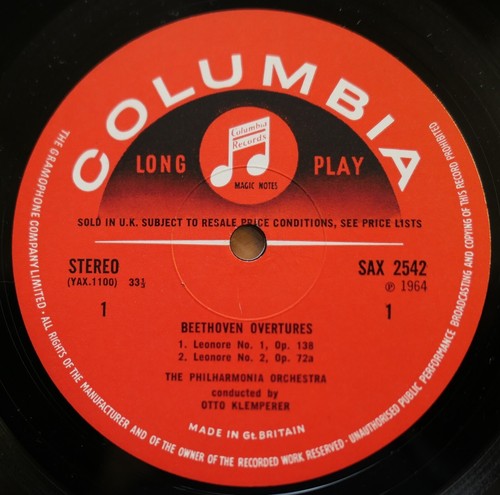 COLUMBIA
Columbia
Records
LONG PLAY
MAGIC NOTES
SOLD IN U.K. SUBJECT TO RESALE PRICE CONDITIONS, SEE PRICE LISTS
STEREO SAX 2542
(YAX.1100) 33⅓ ℗ 1964
1 1
BEETHOVEN OVERTURES
1. Leonore No. 1, Op. 138
2. Leonore No. 2, Op. 72a
THE PHILHARMONIA ORCHESTRA
conducted by
OTTO KLEMPERER
MADE IN Gt. BRITAIN
THE GRAMOPHONE COMPANY LIMITED · ALL RIGHTS OF THE MANUFACTURER AND OF THE OWNER OF THE RECORDED WORK RESERVED · UNAUTHORISED PUBLIC PERFORMANCE BROADCASTING AND COPYING OF THIS RECORD PROHIBITED